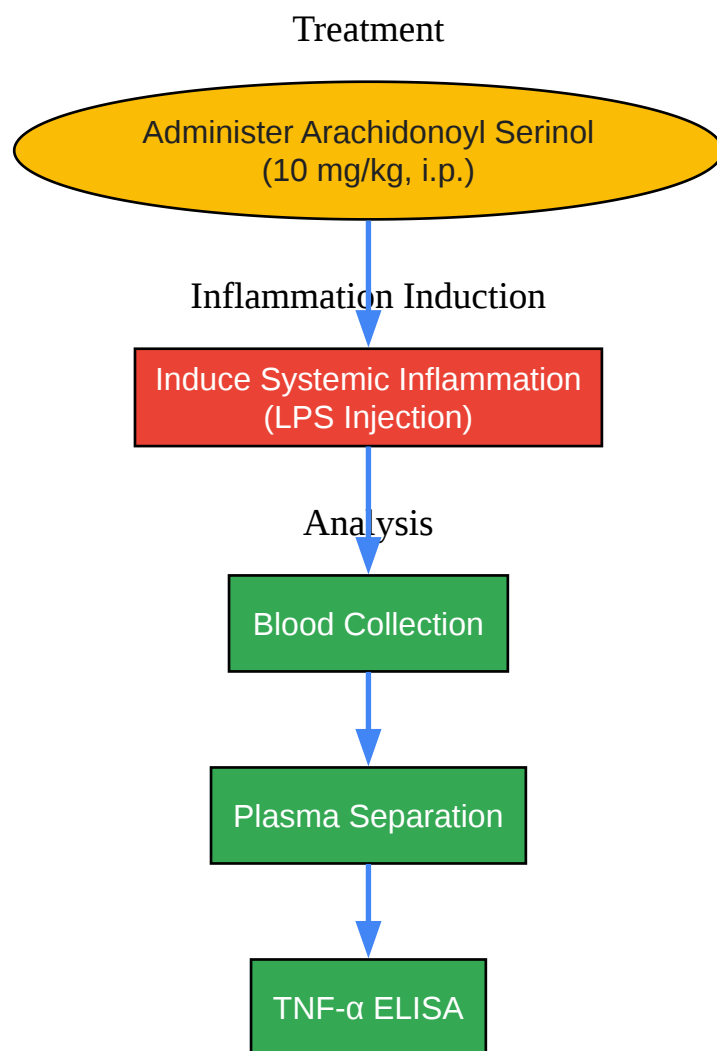 Treatment
Administer Arachidonoyl Serinol
(10 mg/kg, i.p.)
Inflammation Induction
Induce Systemic Inflammation
(LPS Injection)
Analysis
Blood Collection
Plasma Separation
TNF-α ELISA